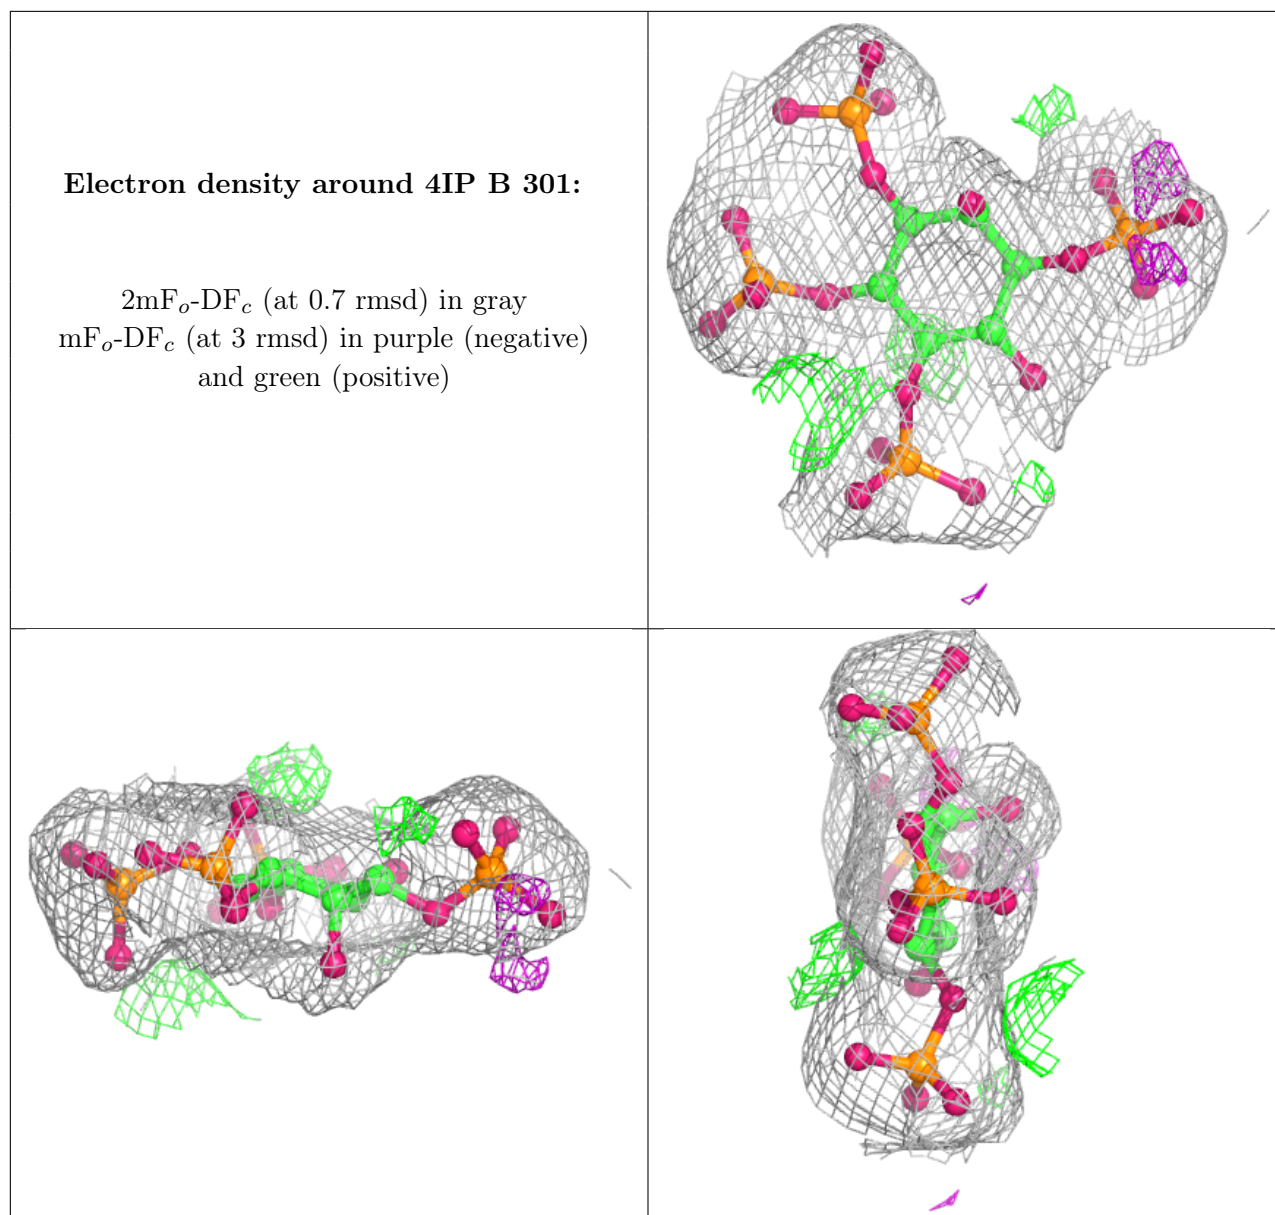 Electron density around 4IP B 301:
2mFo-DFc (at 0.7 rmsd) in gray
mFo-DFc (at 3 rmsd) in purple (negative)
and green (positive)